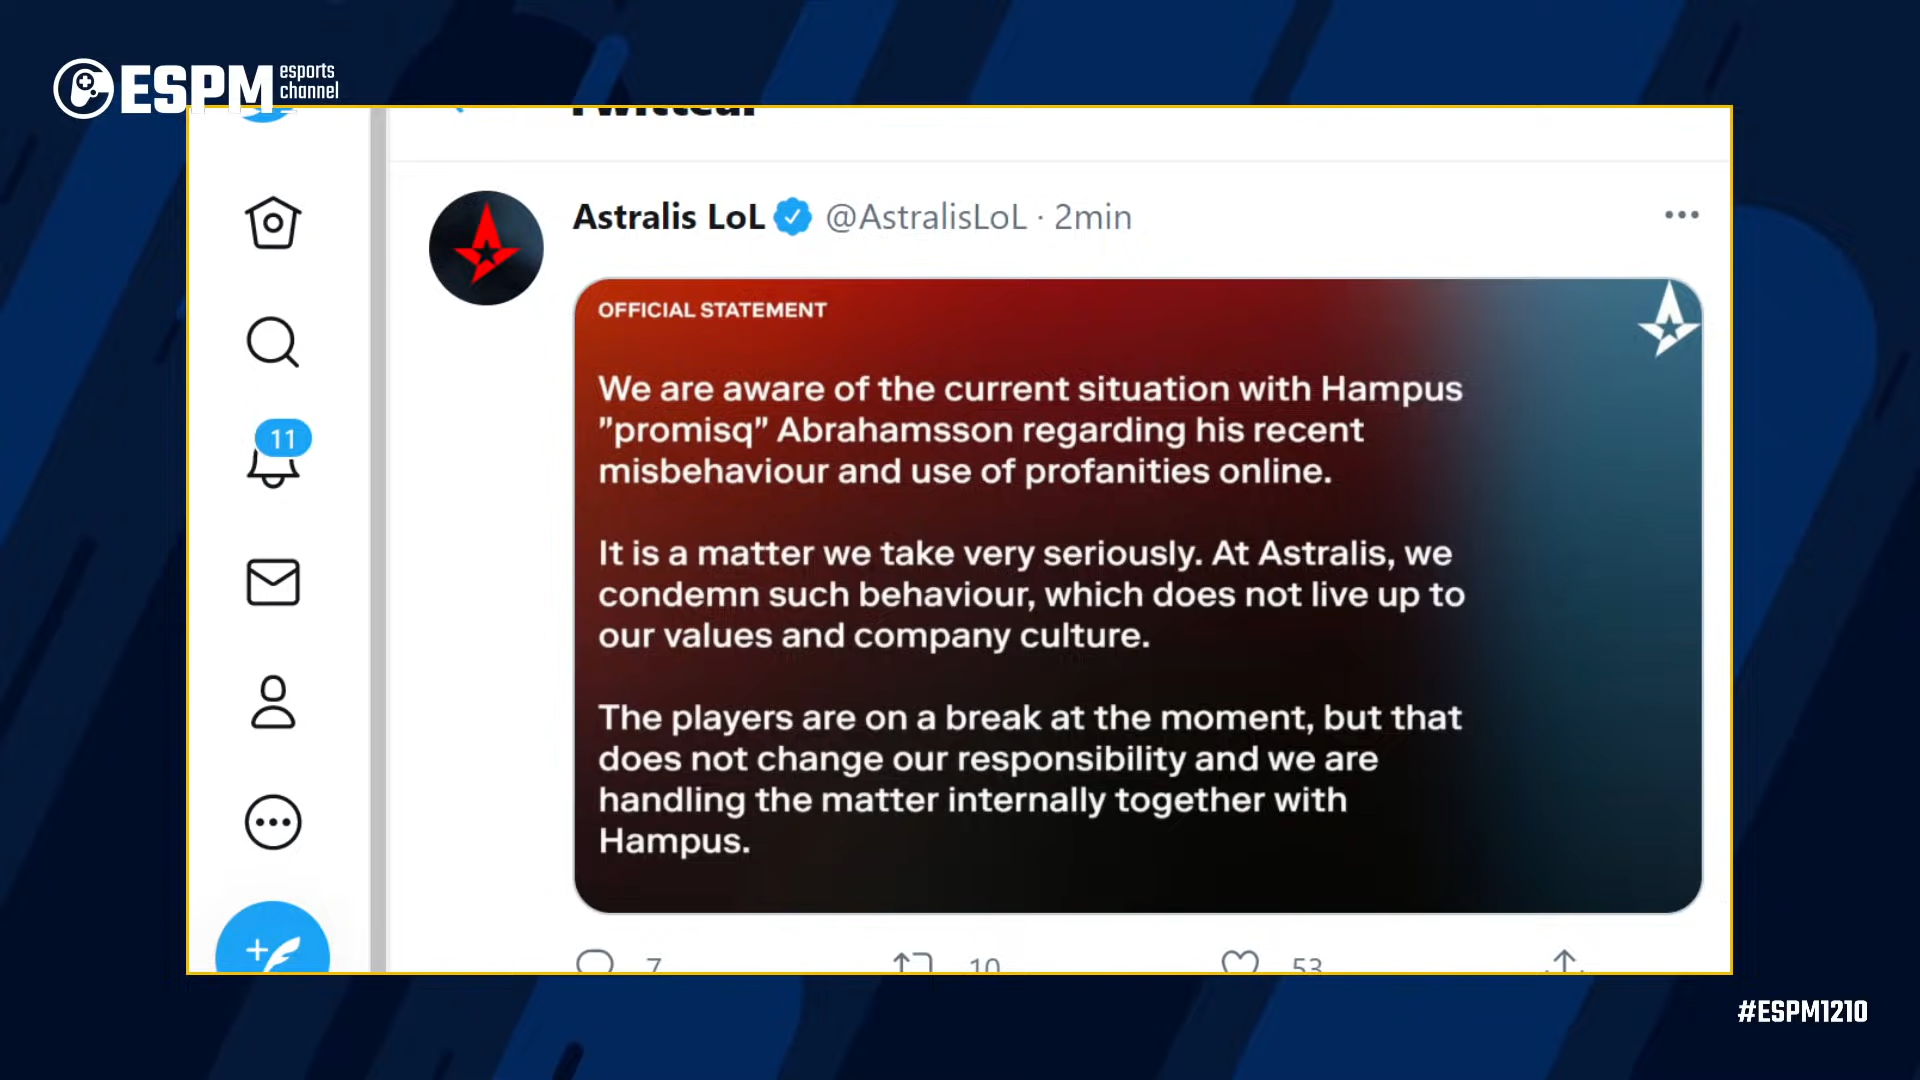 ESPM esports
channel
Twitteur
Astralis LoL @AstralisLoL · 2min
OFFICIAL STATEMENT
We are aware of the current situation with Hampus
"promisq" Abrahamsson regarding his recent
misbehaviour and use of profanities online.
It is a matter we take very seriously. At Astralis, we
condemn such behaviour, which does not live up to
our values and company culture.
The players are on a break at the moment, but that
does not change our responsibility and we are
handling the matter internally together with
Hampus.
11
7 10 53
#ESPM1210